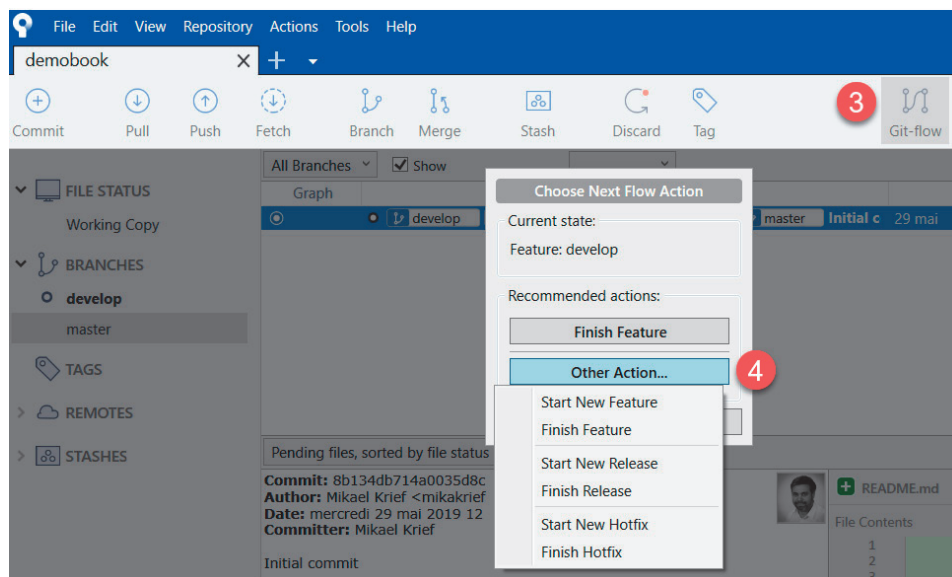 File Edit View Repository Actions Tools Help
demobook
Commit Pull Push Fetch Branch Merge Stash Discard Tag 3 Git-flow
All Branches Show
FILE STATUS
Working Copy
BRANCHES
develop
master
TAGS
REMOTES
STASHES
Graph
develop master Initial c 29 mai
Choose Next Flow Action
Current state:
Feature: develop
Recommended actions:
Finish Feature
Other Action... 4
Start New Feature
Finish Feature
Start New Release
Finish Release
Start New Hotfix
Finish Hotfix
Pending files, sorted by file status
Commit: 8b134db714a0035d8c
Author: Mikael Krief <mikakrief
Date: mercredi 29 mai 2019 12
Committer: Mikael Krief
Initial commit
README.md
File Contents
1
2